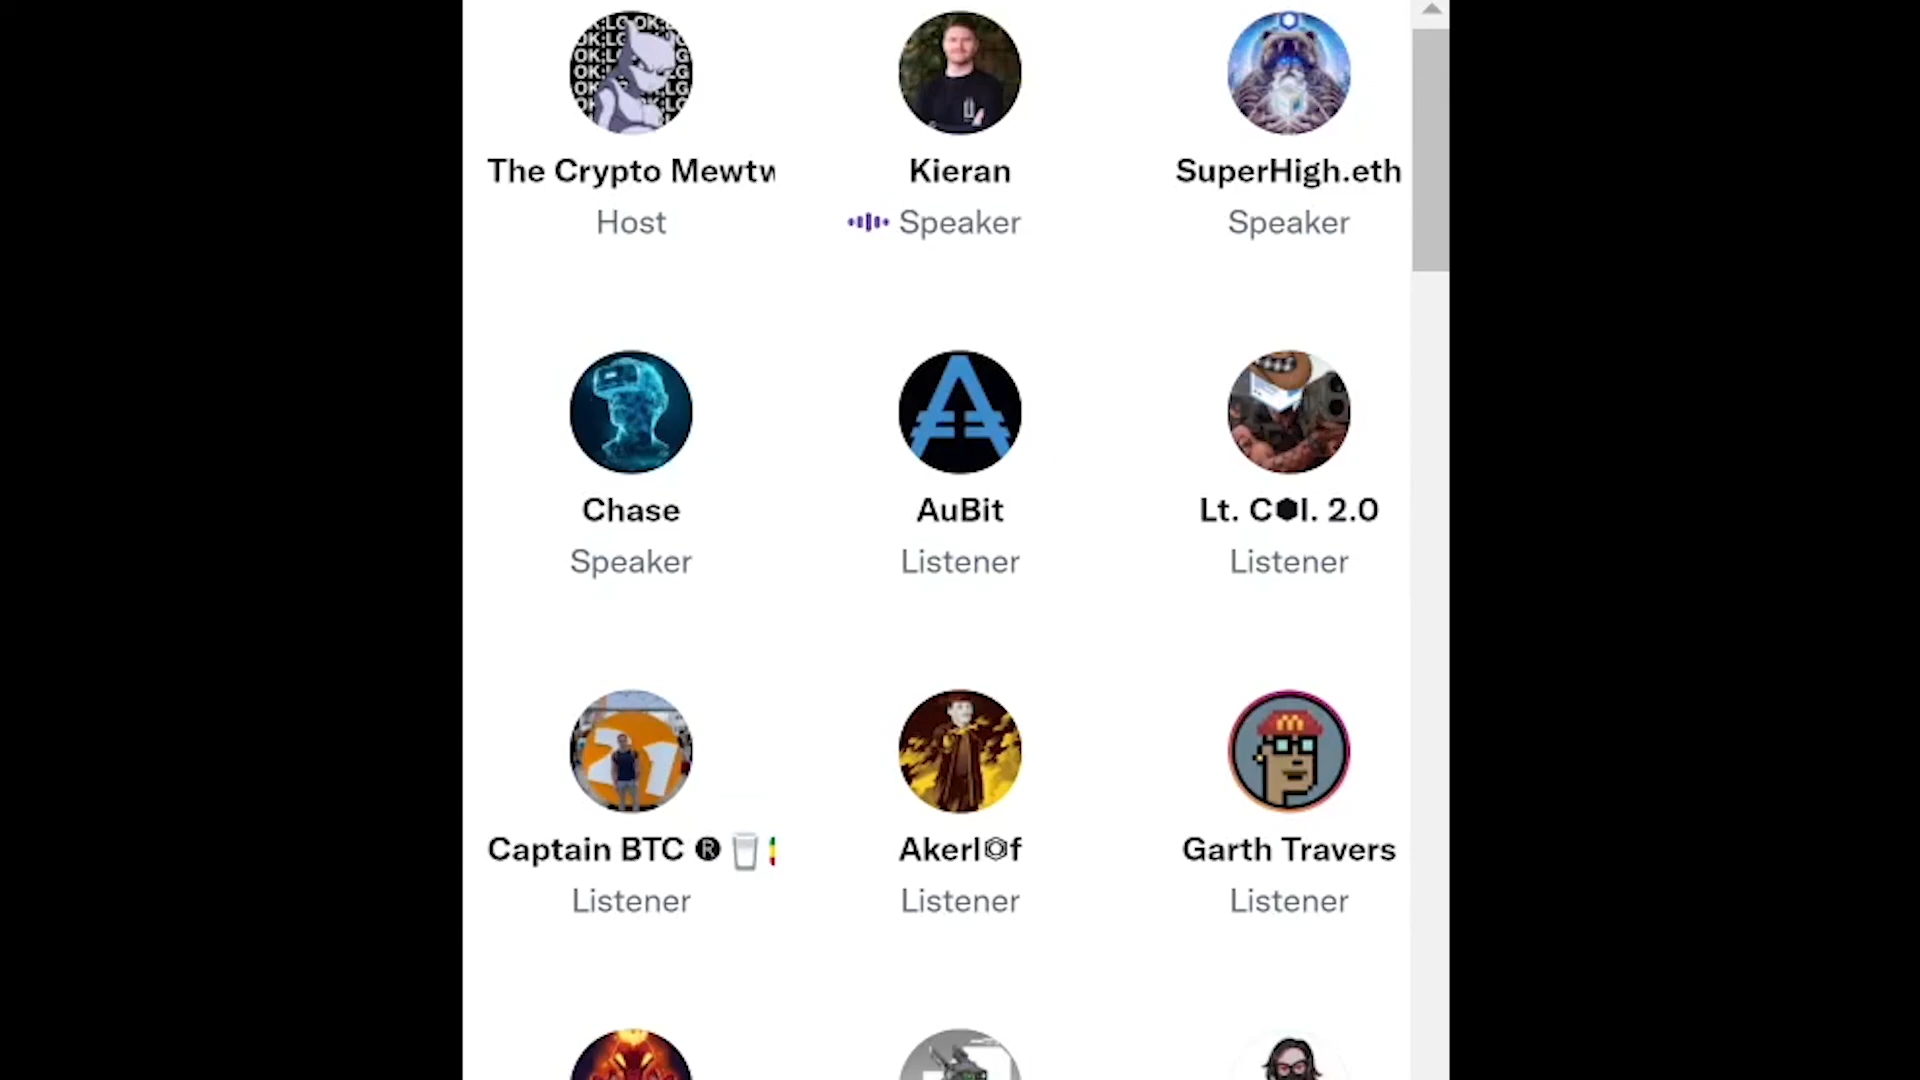 The Crypto Mewtw
Kieran
SuperHigh.eth
Host
Speaker
Speaker
Chase
AuBit
Lt. C⬢l. 2.0
Speaker
Listener
Listener
21
Captain BTC 🅡 🥛
Akerl⌬f
Garth Travers
Listener
Listener
Listener